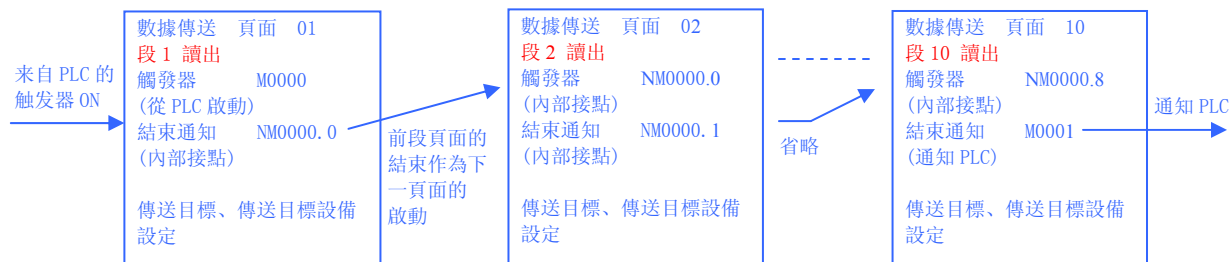 来自 PLC 的
触发器 ON
數據傳送 頁面 01
段 1 讀出
觸發器 M0000
(從 PLC 啟動)
結束通知 NM0000.0
(內部接點)
傳送目標、傳送目標設備
設定
前段頁面的
結束作為下
一頁面的
啟動
數據傳送 頁面 02
段 2 讀出
觸發器 NM0000.0
(內部接點)
結束通知 NM0000.1
(內部接點)
傳送目標、傳送目標設備
設定
省略
數據傳送 頁面 10
段 10 讀出
觸發器 NM0000.8
(內部接點)
結束通知 M0001
(通知 PLC)
傳送目標、傳送目標設備
設定
通知 PLC